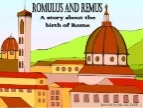 ROMULUS AND REMUS
A story about the
birth of Rome